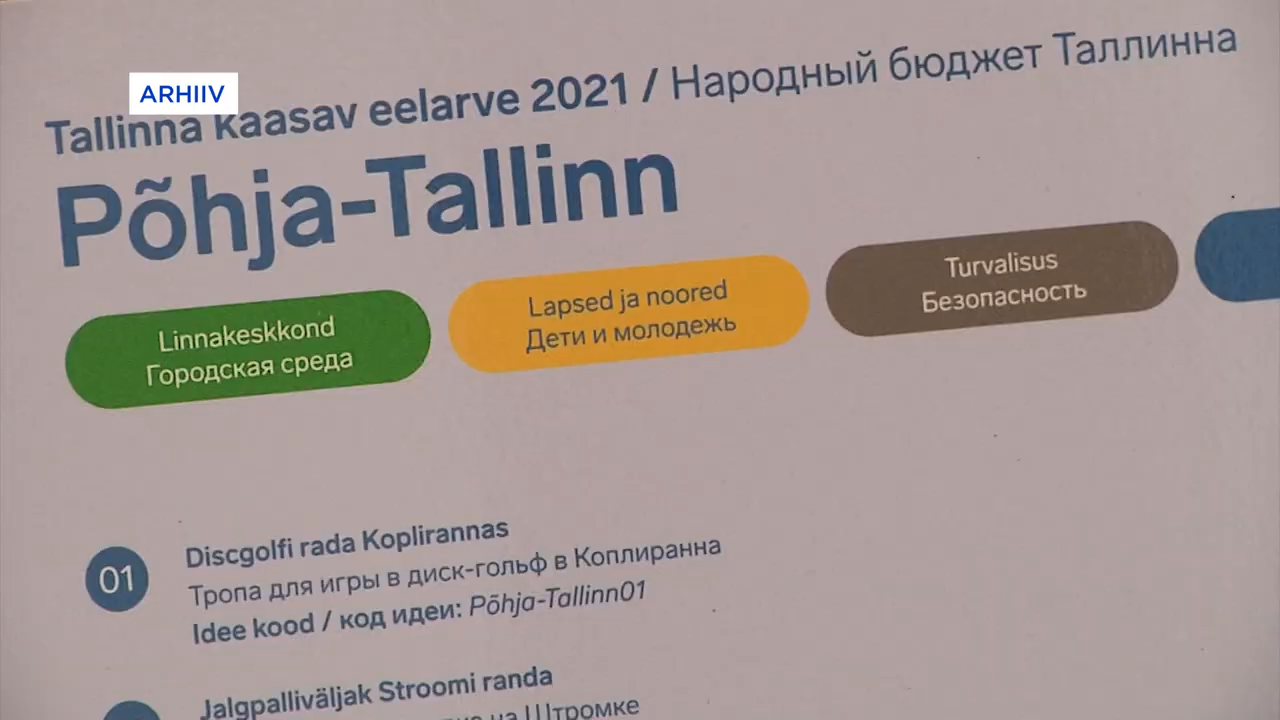 ARHIIV
Tallinna kaasav eelarve 2021 / Народный бюджет Таллинна
Põhja-Tallinn
Linnakeskkond
Городская среда
Lapsed ja noored
Дети и молодежь
Turvalisus
Безопасность
01
Discgolfi rada Koplirannas
Тропа для игры в диск-гольф в Коплиранна
Idee kood / код идеи: Põhja-Tallinn01
Jalgpalliväljak Stroomi randa
на Штромке